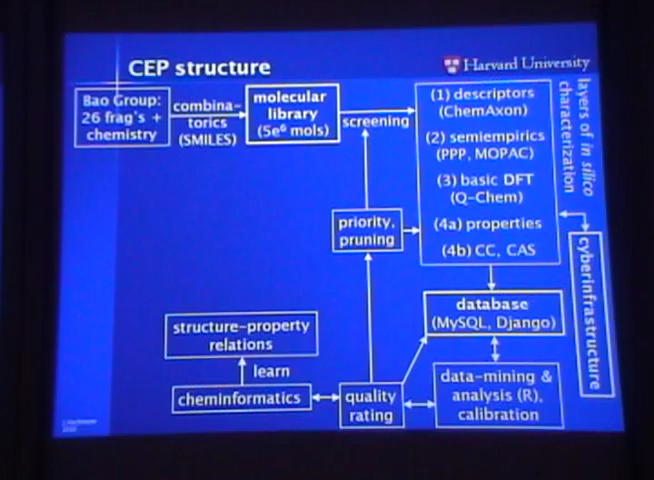 CEP structure
Harvard University
Bao Group:
26 frag's +
chemistry
combina-
torics
(SMILES)
molecular
library
(5e⁶ mols)
screening
(1) descriptors
(ChemAxon)
(2) semiempirics
(PPP, MOPAC)
(3) basic DFT
(Q-Chem)
(4a) properties
(4b) CC, CAS
layers of in silico
characterization
priority,
pruning
cyberinfrastructure
database
(MySQL, Django)
structure-property
relations
learn
cheminformatics
quality
rating
data-mining &
analysis (R),
calibration